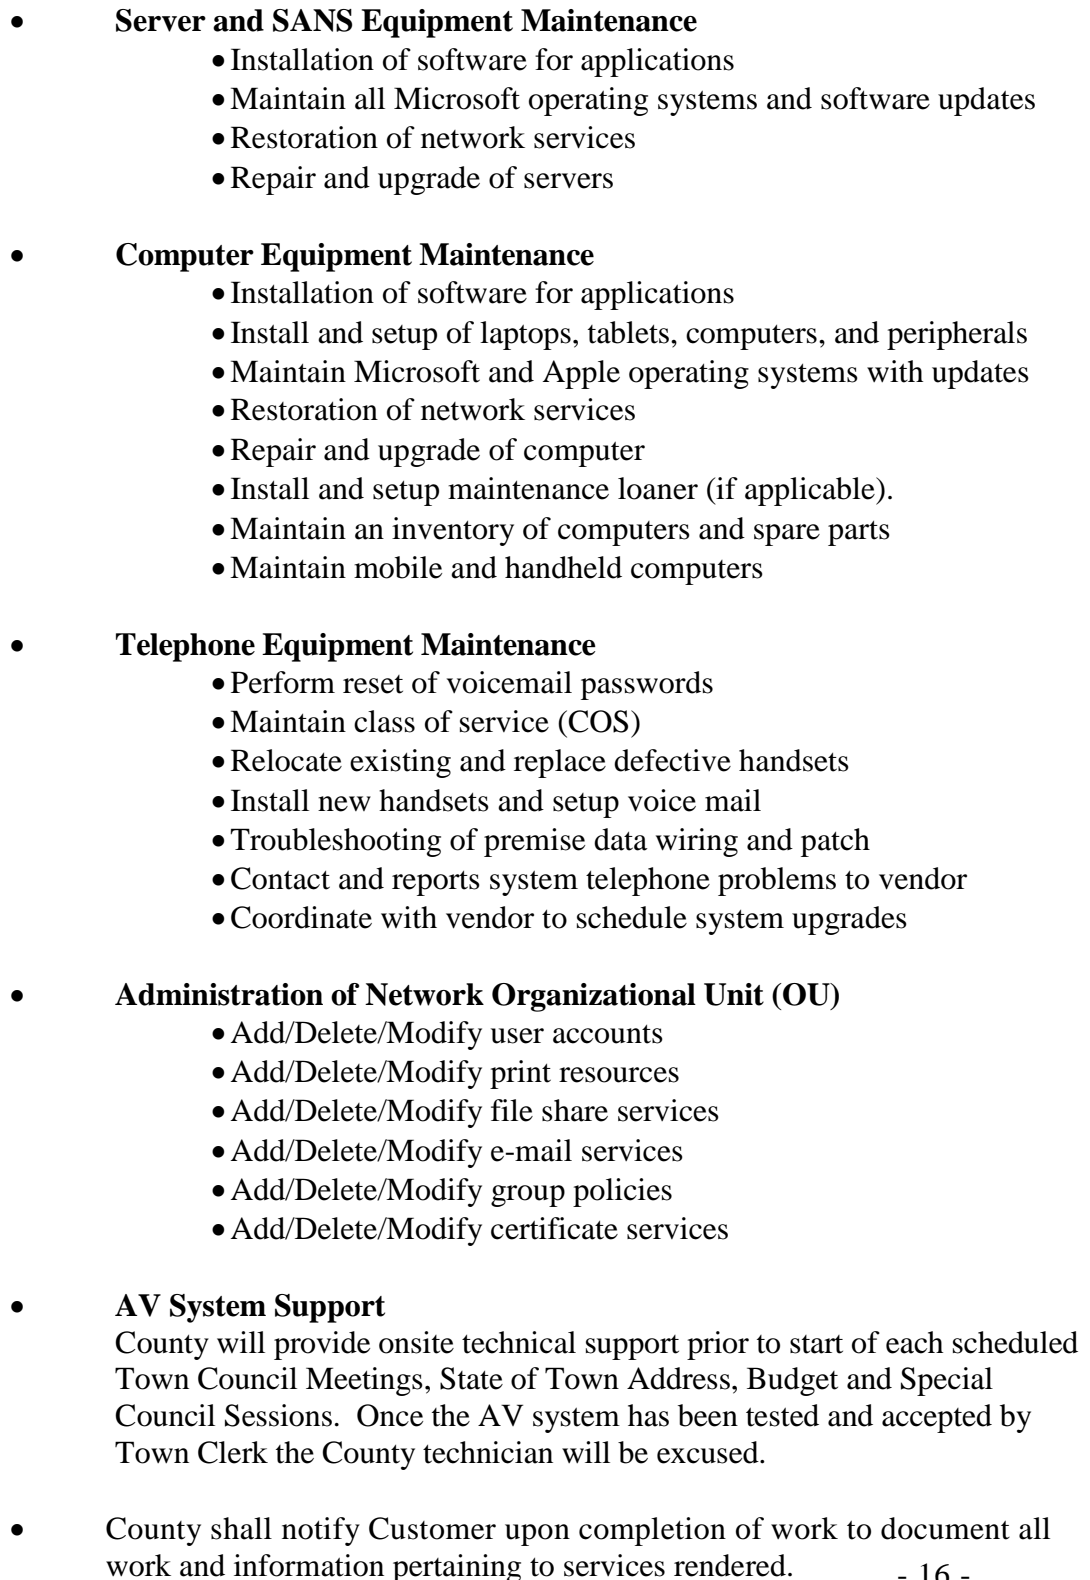 • Server and SANS Equipment Maintenance
• Installation of software for applications
• Maintain all Microsoft operating systems and software updates
• Restoration of network services
• Repair and upgrade of servers
• Computer Equipment Maintenance
• Installation of software for applications
• Install and setup of laptops, tablets, computers, and peripherals
• Maintain Microsoft and Apple operating systems with updates
• Restoration of network services
• Repair and upgrade of computer
• Install and setup maintenance loaner (if applicable).
• Maintain an inventory of computers and spare parts
• Maintain mobile and handheld computers
• Telephone Equipment Maintenance
• Perform reset of voicemail passwords
• Maintain class of service (COS)
• Relocate existing and replace defective handsets
• Install new handsets and setup voice mail
• Troubleshooting of premise data wiring and patch
• Contact and reports system telephone problems to vendor
• Coordinate with vendor to schedule system upgrades
• Administration of Network Organizational Unit (OU)
• Add/Delete/Modify user accounts
• Add/Delete/Modify print resources
• Add/Delete/Modify file share services
• Add/Delete/Modify e-mail services
• Add/Delete/Modify group policies
• Add/Delete/Modify certificate services
• AV System Support
County will provide onsite technical support prior to start of each scheduled
Town Council Meetings, State of Town Address, Budget and Special
Council Sessions. Once the AV system has been tested and accepted by
Town Clerk the County technician will be excused.
• County shall notify Customer upon completion of work to document all
work and information pertaining to services rendered.
- 16 -